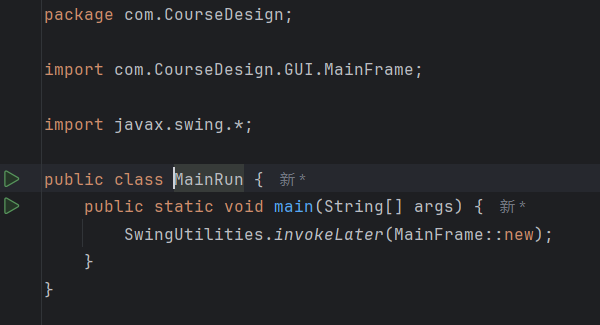 package com.CourseDesign;
import com.CourseDesign.GUI.MainFrame;
import javax.swing.*;
public class MainRun { 新*
public static void main(String[] args) { 新*
SwingUtilities.invokeLater(MainFrame::new);
}
}